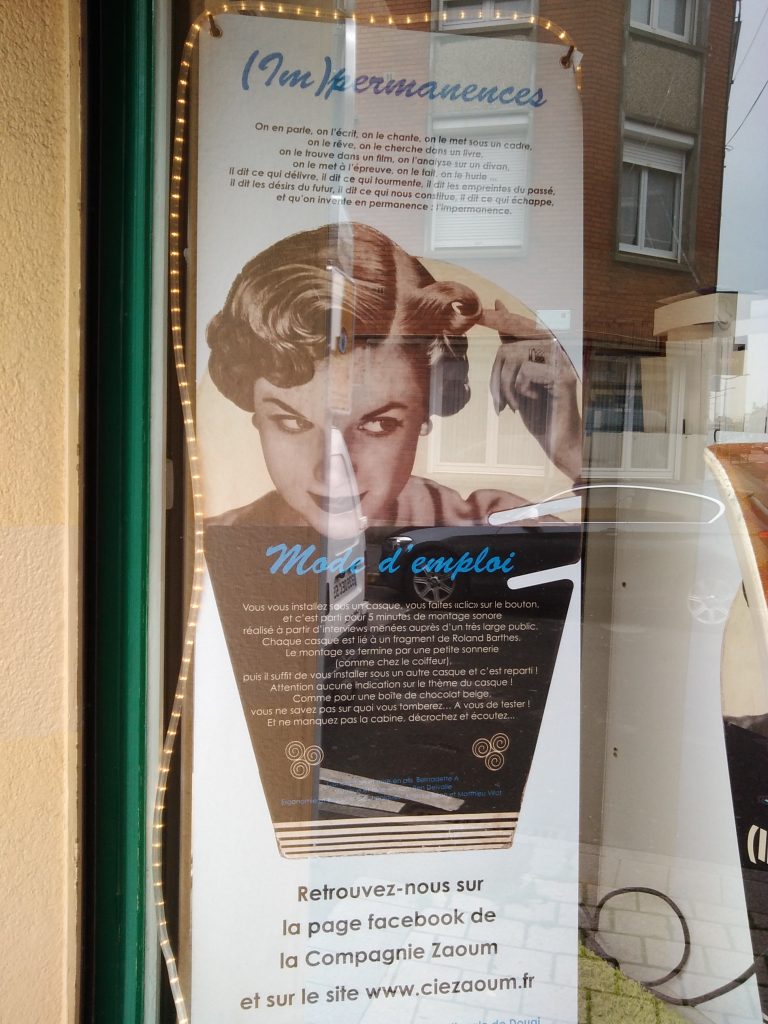 (Im)permanences
On en parle, on l'écrit, on le chante, on le met sous un cadre,
on le rêve, on le cherche dans un livre,
on le trouve dans un film, on l'analyse sur un divan,
on le met à l'épreuve, on le fait, on le hurle ...
Il dit ce qui délivre, il dit ce qui tourmente, il dit les empreintes du passé,
il dit les désirs du futur, il dit ce qui nous constitue, il dit ce qui échappe,
et qu'on invente en permanence : l'impermanence.
Mode d'emploi
Vous vous installez sous un casque, vous faites «clic» sur le bouton,
et c'est parti pour 5 minutes de montage sonore
réalisé à partir d'interviews menées auprès d'un très large public.
Chaque casque est lié à un fragment de Roland Barthes.
Le montage se termine par une petite sonnerie
(comme chez le coiffeur),
puis il suffit de vous installer sous un autre casque et c'est reparti !
Attention aucune indication sur le thème du casque !
Comme pour une boîte de chocolat belge,
vous ne savez pas sur quoi vous tomberez... A vous de tester !
Et ne manquez pas la cabine, décrochez et écoutez...
en Bernadette A
Delvalle
et Matthieu Wat
Retrouvez-nous sur
la page facebook de
la Compagnie Zaoum
et sur le site www.ciezaoum.fr
de Douai